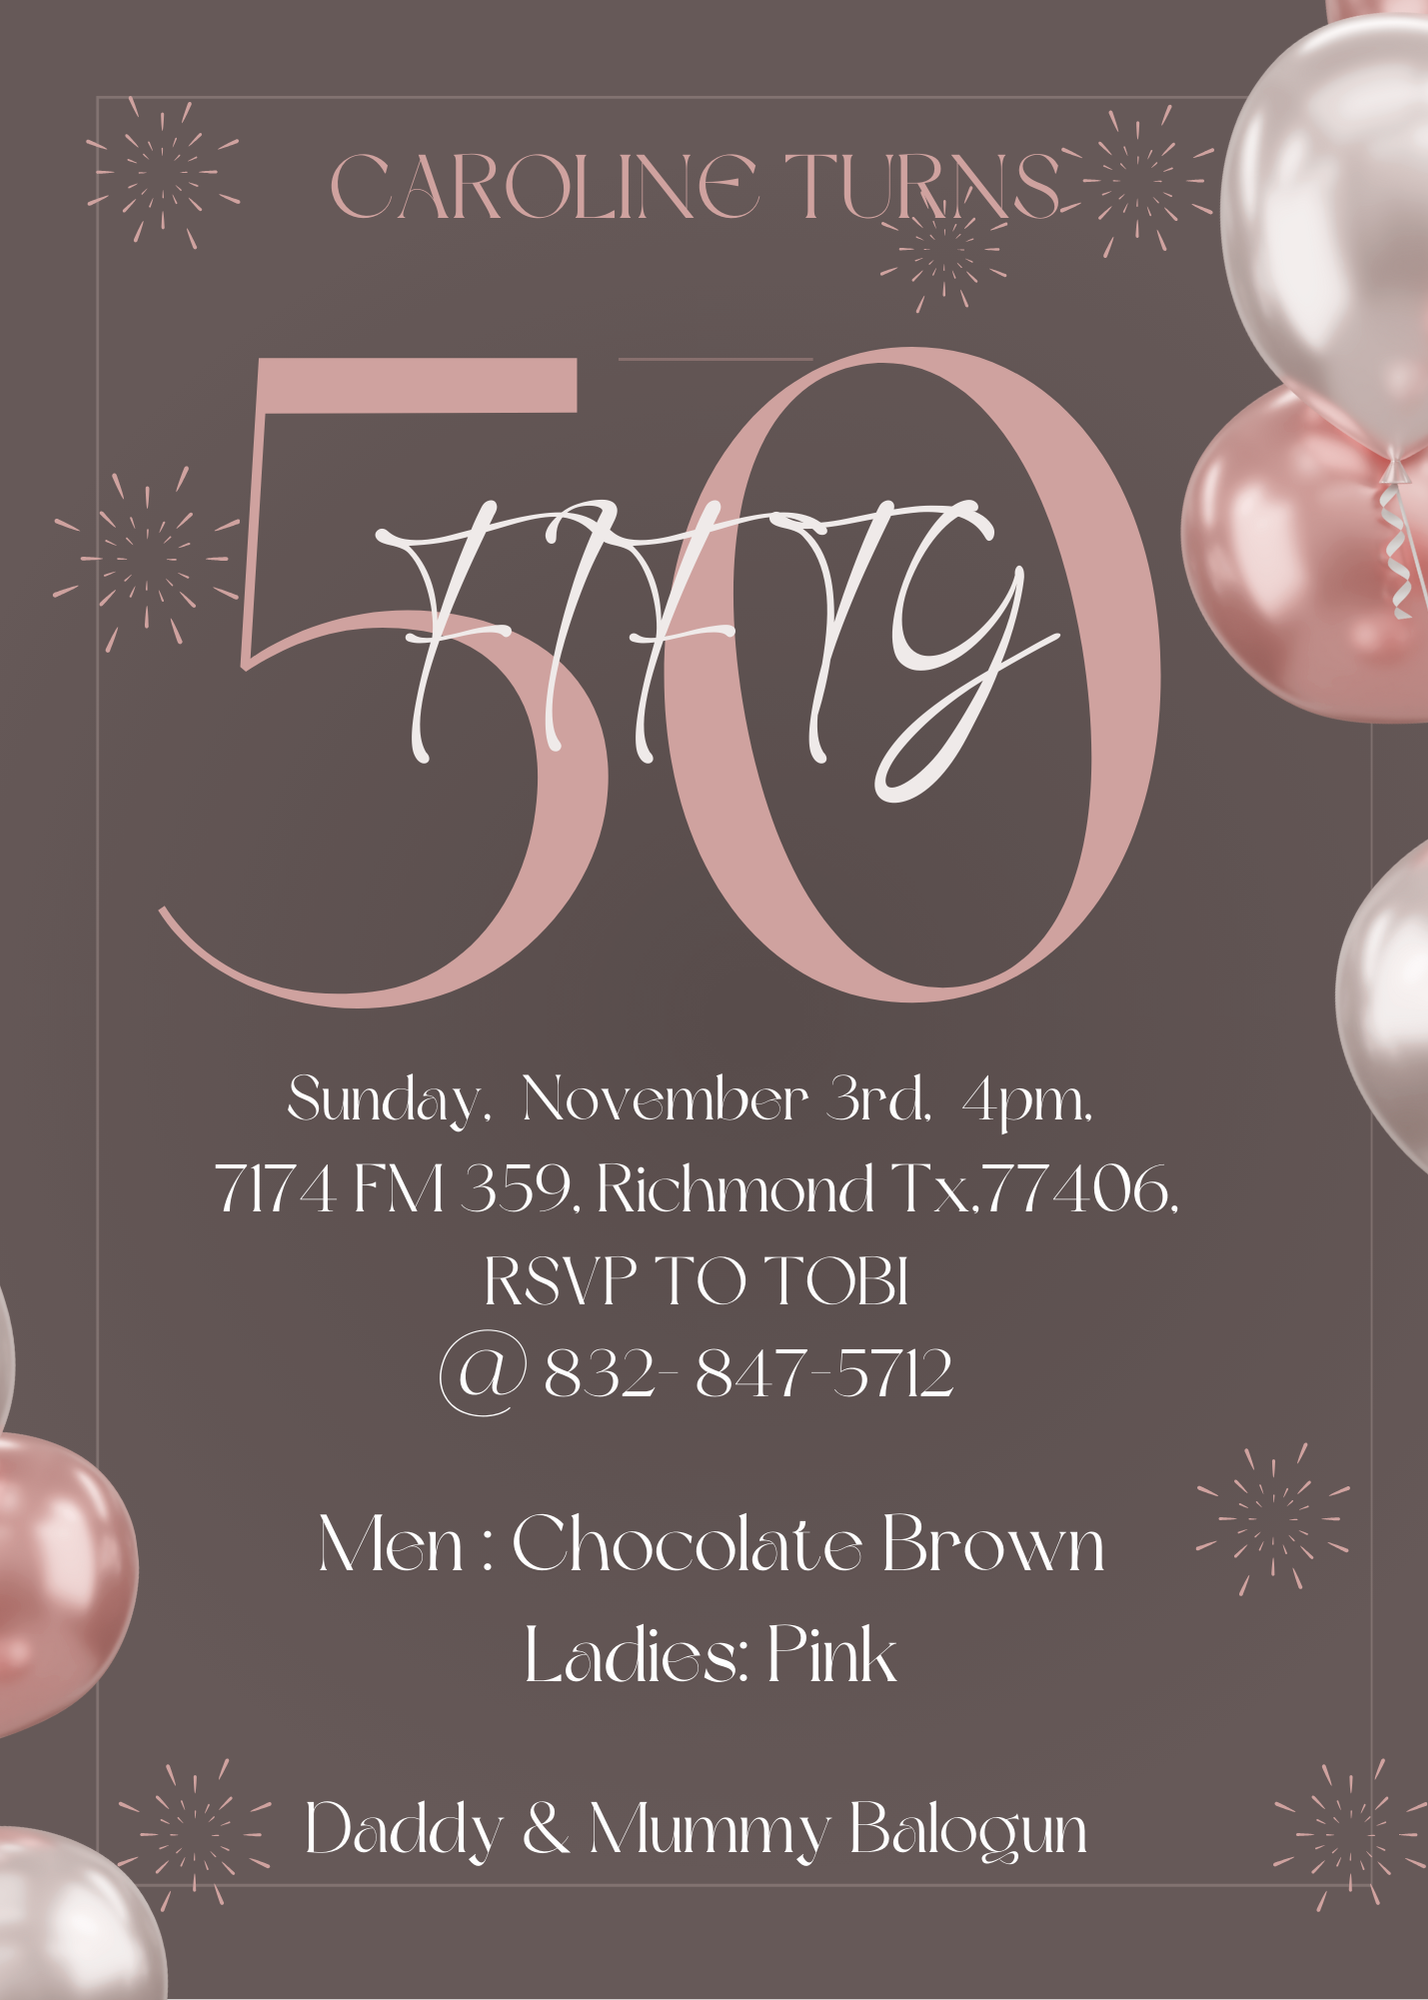 CAROLINE TURNS
50
FIFTY
Sunday, November 3rd, 4pm,
7174 FM 359, Richmond Tx,77406,
RSVP TO TOBI
@ 832- 847-5712
Men : Chocolate Brown
Ladies: Pink
Daddy & Mummy Balogun